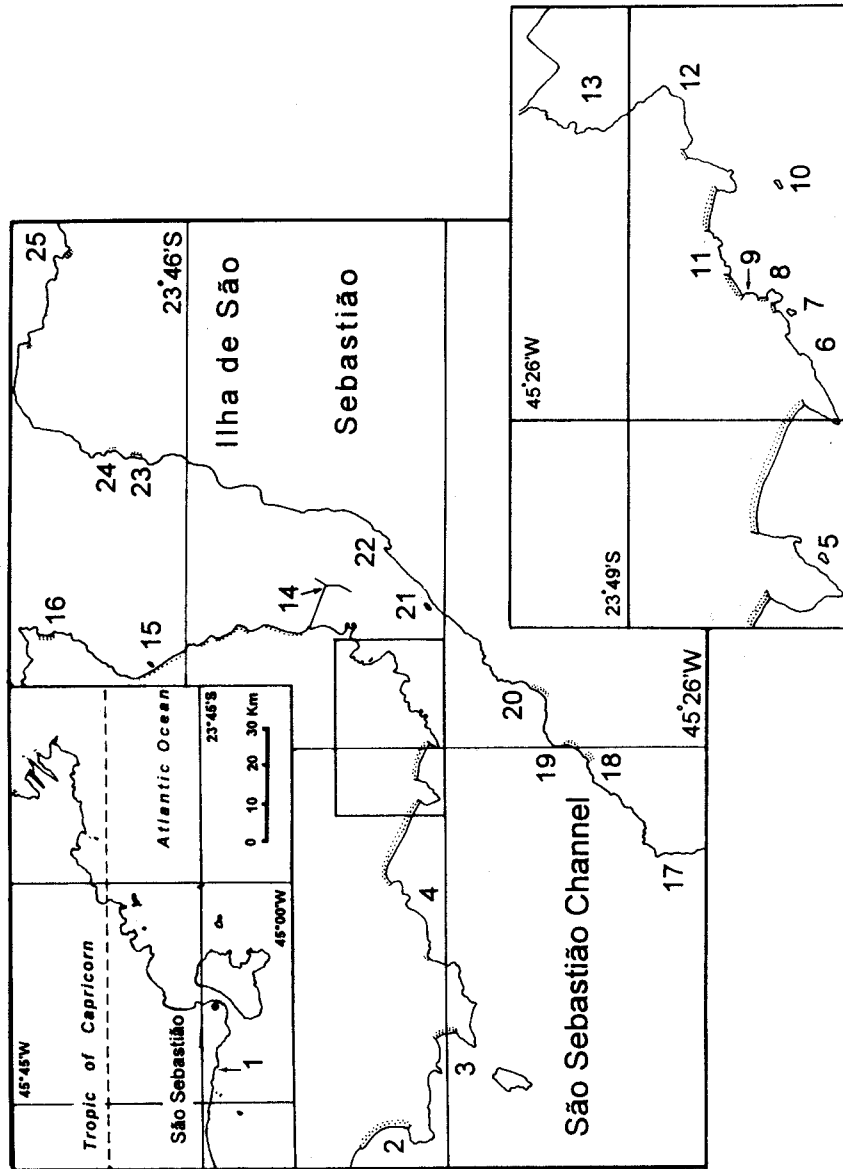 45°45'W
Tropic of Capricorn
São Sebastião
1
Atlantic Ocean
23°45'S
0 10 20 30 Km
45°00'W
16
15
14
25
24
23
23°46'S
Ilha de São
Sebastião
22
21
2
3
4
20
19
18
17
São Sebastião Channel
45°26'W
45°26'W
23°49'S
13
12
11
10
9
8
7
6
5